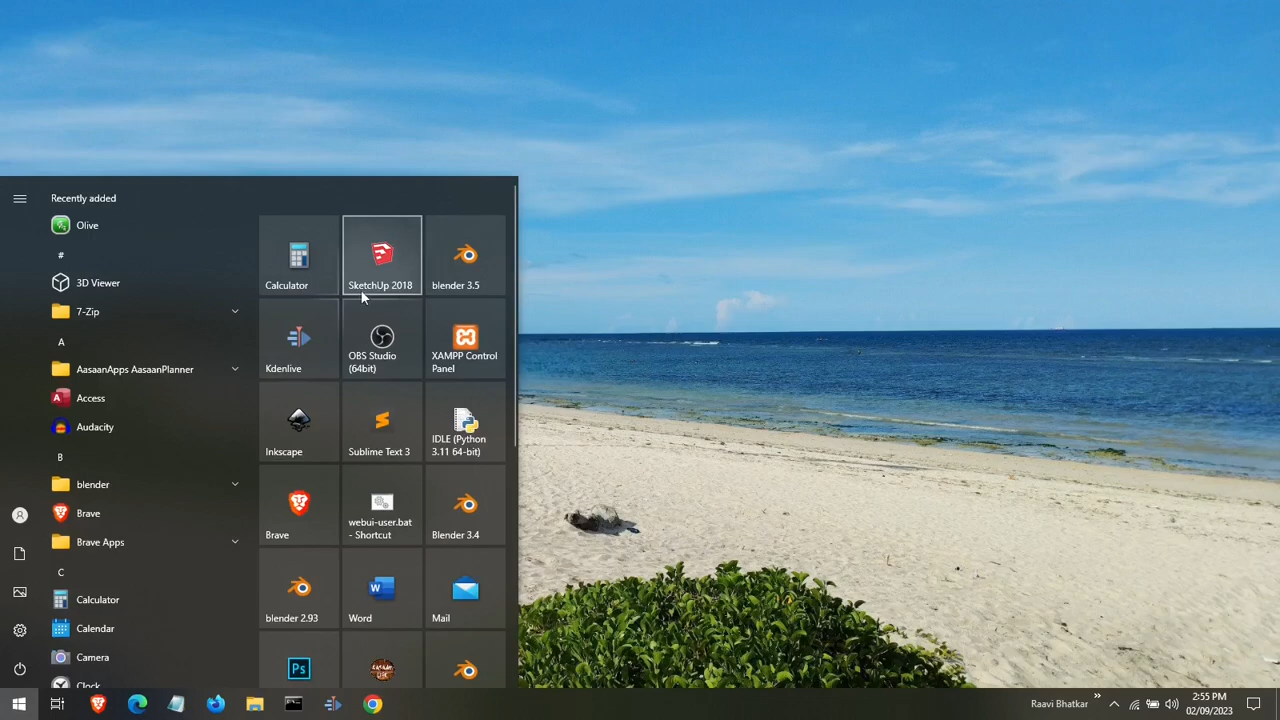 Recently added
Olive
#
3D Viewer
7-Zip
A
AasaanApps AasaanPlanner
Access
Audacity
B
blender
Brave
Brave Apps
C
Calculator
Calendar
Camera
Clock
Calculator
SketchUp 2018
blender 3.5
Kdenlive
OBS Studio
(64bit)
XAMPP Control
Panel
Inkscape
Sublime Text 3
IDLE (Python
3.11 64-bit)
Brave
webui-user.bat
- Shortcut
Blender 3.4
blender 2.93
Word
Mail
Ps
Raavi Bhatkar
2:55 PM
02/09/2023